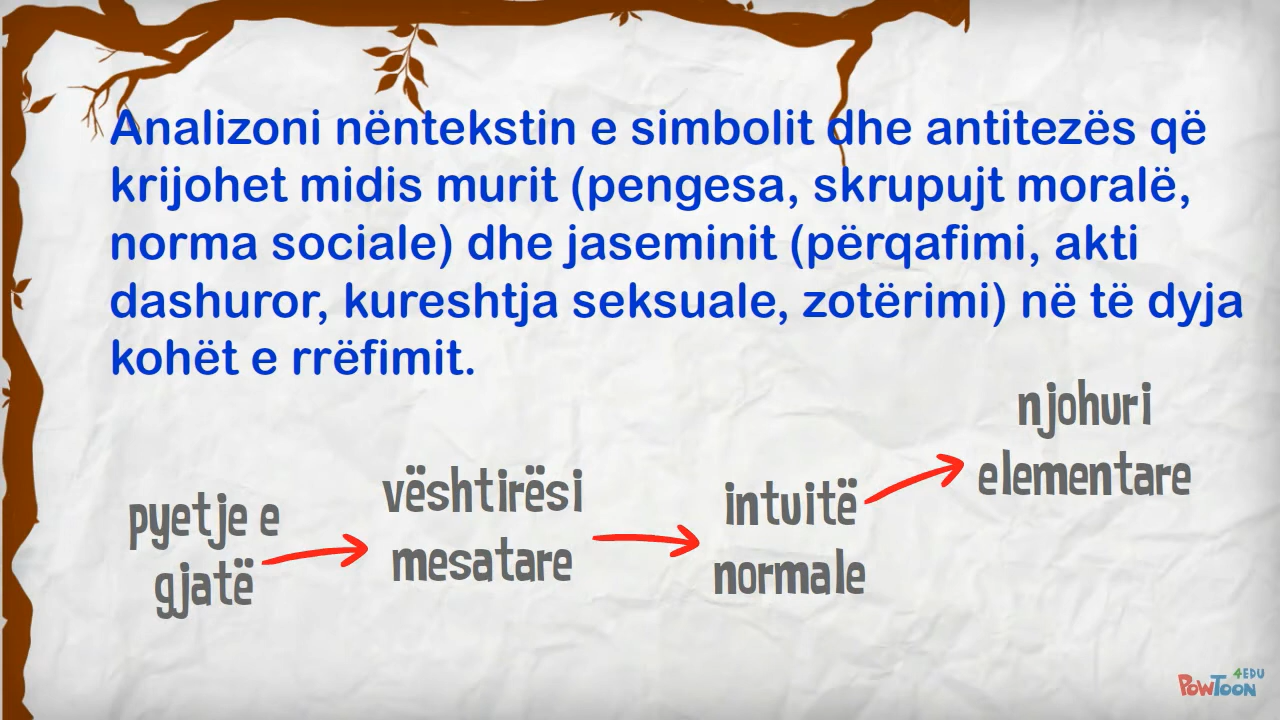 Analizoni nëntekstin e simbolit dhe antitezës që
krijohet midis murit (pengesa, skrupujt moralë,
norma sociale) dhe jaseminit (përqafimi, akti
dashuror, kureshtja seksuale, zotërimi) në të dyja
kohët e rrëfimit.
pyetje e
gjatë
vështirësi
mesatare
intuitë
normale
njohuri
elementare
4EDU
POWTOON